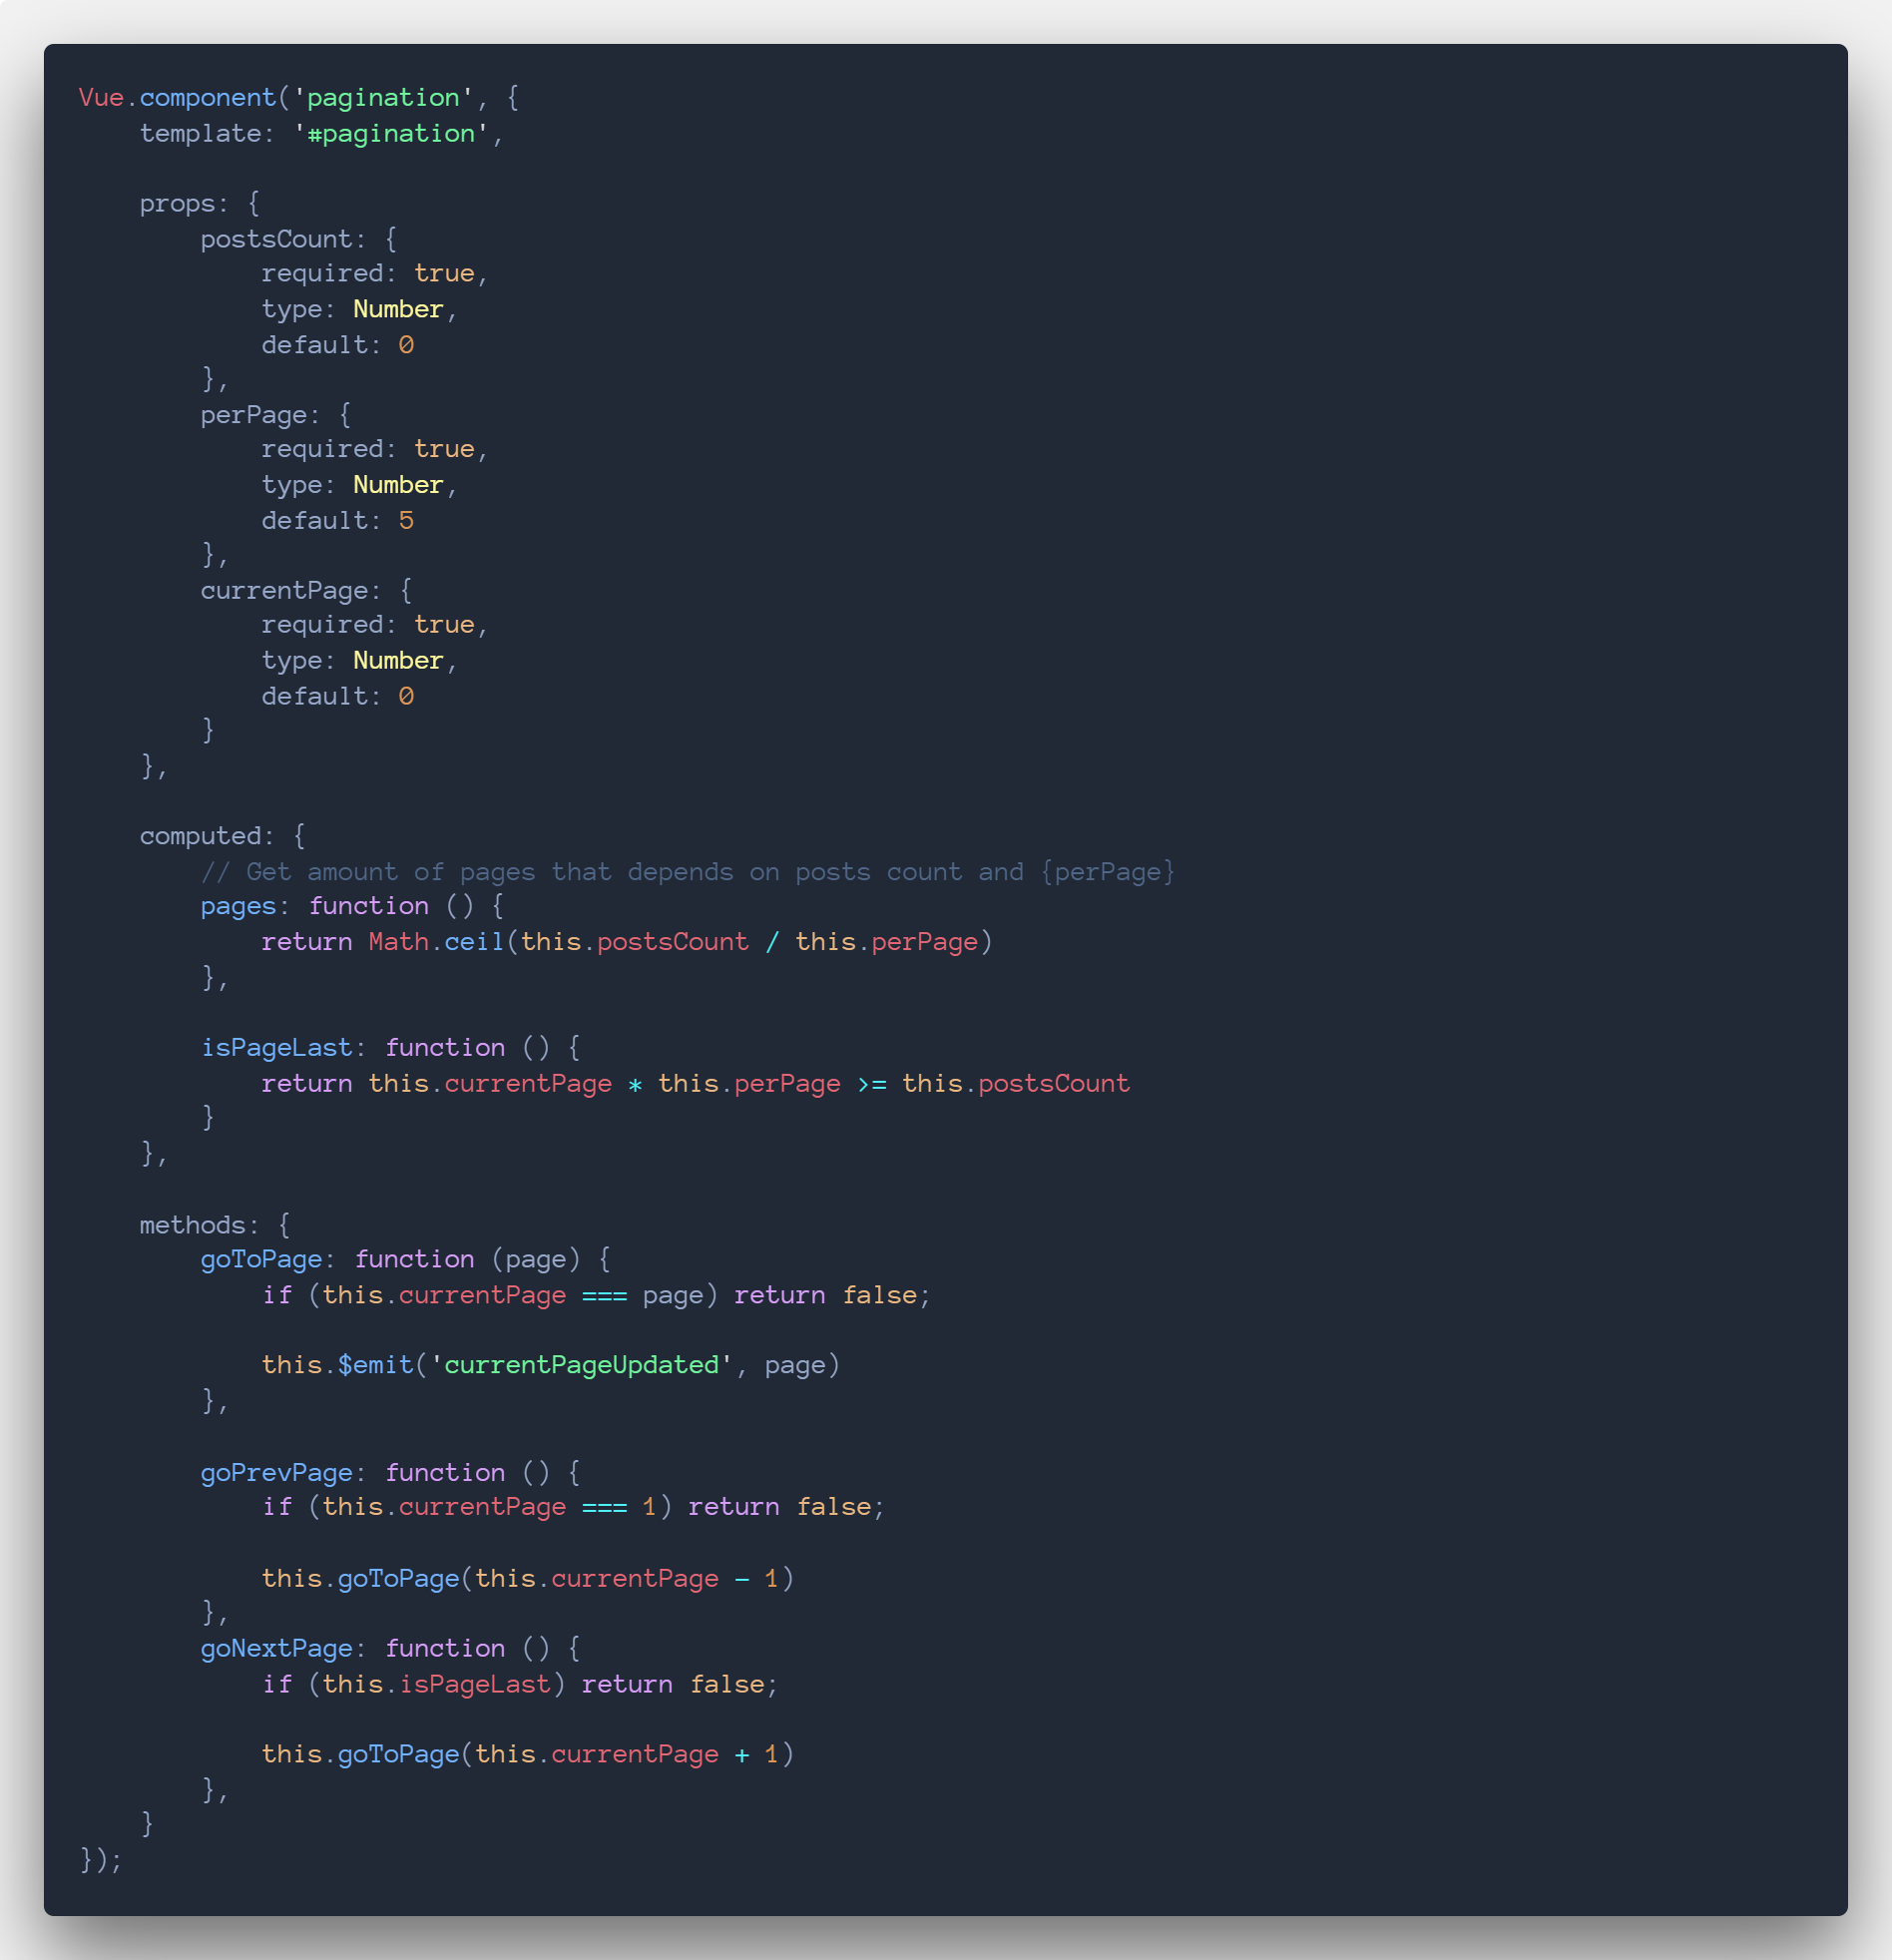 Vue.component('pagination', {
    template: '#pagination',

    props: {
        postsCount: {
            required: true,
            type: Number,
            default: 0
        },
        perPage: {
            required: true,
            type: Number,
            default: 5
        },
        currentPage: {
            required: true,
            type: Number,
            default: 0
        }
    },

    computed: {
        // Get amount of pages that depends on posts count and {perPage}
        pages: function () {
            return Math.ceil(this.postsCount / this.perPage)
        },

        isPageLast: function () {
            return this.currentPage * this.perPage >= this.postsCount
        }
    },

    methods: {
        goToPage: function (page) {
            if (this.currentPage === page) return false;

            this.$emit('currentPageUpdated', page)
        },

        goPrevPage: function () {
            if (this.currentPage === 1) return false;

            this.goToPage(this.currentPage - 1)
        },
        goNextPage: function () {
            if (this.isPageLast) return false;

            this.goToPage(this.currentPage + 1)
        },
    }
});